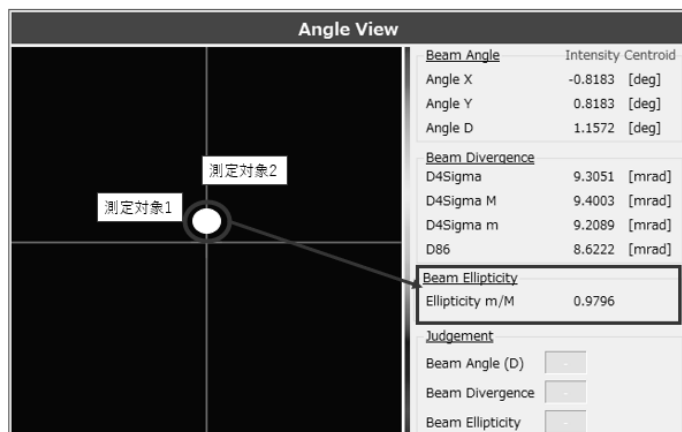 Angle View
測定対象2
測定対象1
Beam Angle Intensity Centroid
Angle X -0.8183 [deg]
Angle Y 0.8183 [deg]
Angle D 1.1572 [deg]
Beam Divergence
D4Sigma 9.3051 [mrad]
D4Sigma M 9.4003 [mrad]
D4Sigma m 9.2089 [mrad]
D86 8.6222 [mrad]
Beam Ellipticity
Ellipticity m/M 0.9796
Judgement
Beam Angle (D) -
Beam Divergence -
Beam Ellipticity -